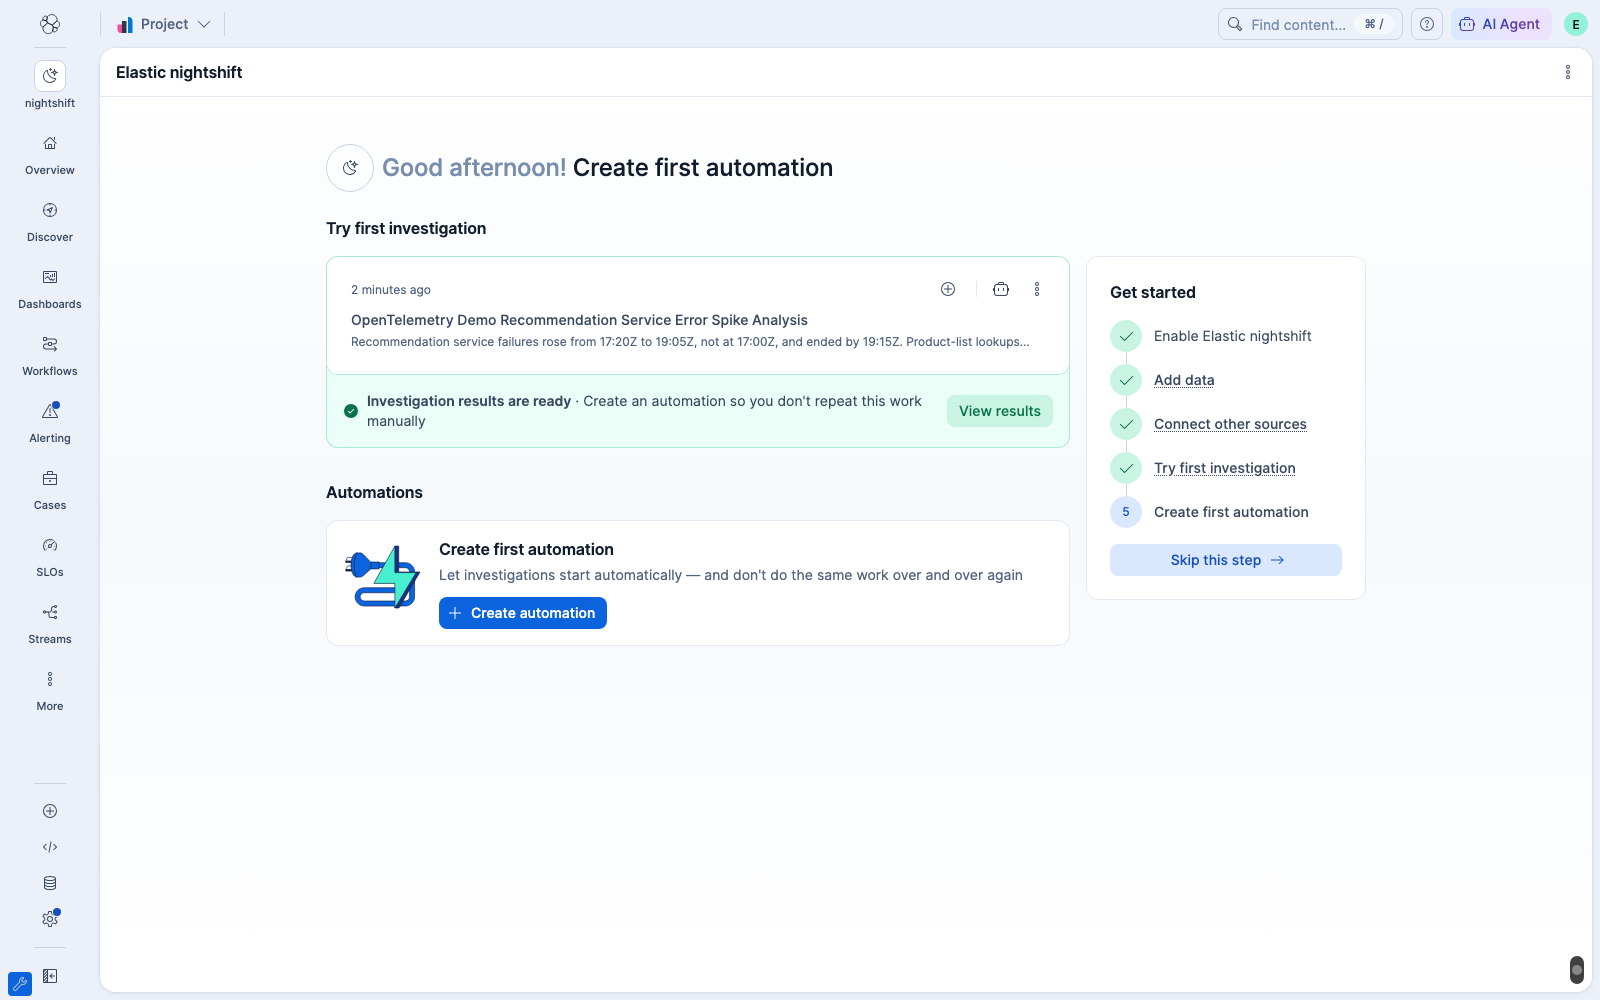 Project
Find content...
⌘ /
AI Agent
E
Elastic nightshift
nightshift
Overview
Discover
Dashboards
Workflows
Alerting
Cases
SLOs
Streams
More
Good afternoon! Create first automation
Try first investigation
2 minutes ago
OpenTelemetry Demo Recommendation Service Error Spike Analysis
Recommendation service failures rose from 17:20Z to 19:05Z, not at 17:00Z, and ended by 19:15Z. Product-list lookups...
Investigation results are ready · Create an automation so you don't repeat this work
manually
View results
Automations
Create first automation
Let investigations start automatically — and don't do the same work over and over again
Create automation
Get started
Enable Elastic nightshift
Add data
Connect other sources
Try first investigation
5
Create first automation
Skip this step